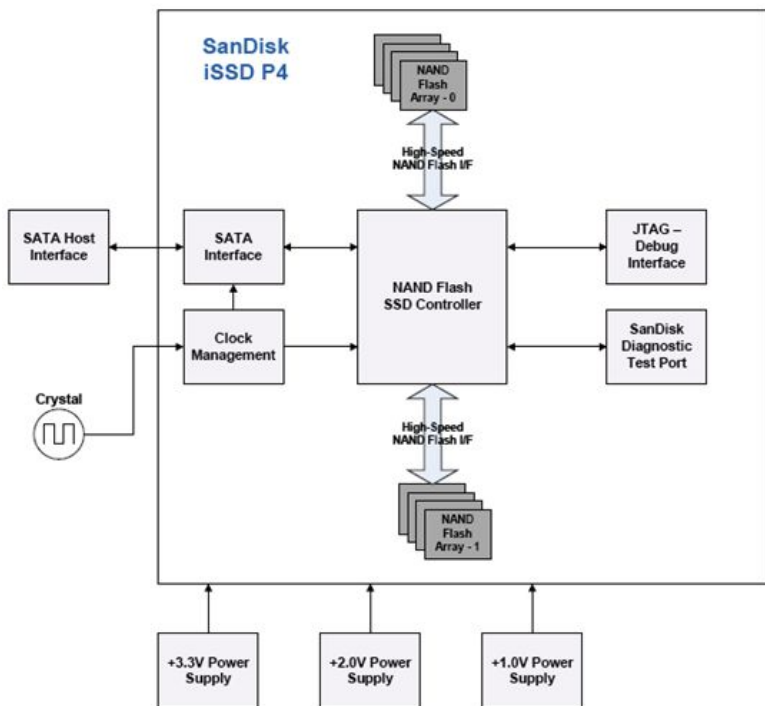 SanDisk
iSSD P4
NAND
Flash
Array - 0
High-Speed
NAND Flash I/F
SATA Host
Interface
SATA
Interface
NAND Flash
SSD Controller
JTAG –
Debug
Interface
Clock
Management
SanDisk
Diagnostic
Test Port
Crystal
High-Speed
NAND Flash I/F
NAND
Flash
Array - 1
+3.3V Power
Supply
+2.0V Power
Supply
+1.0V Power
Supply